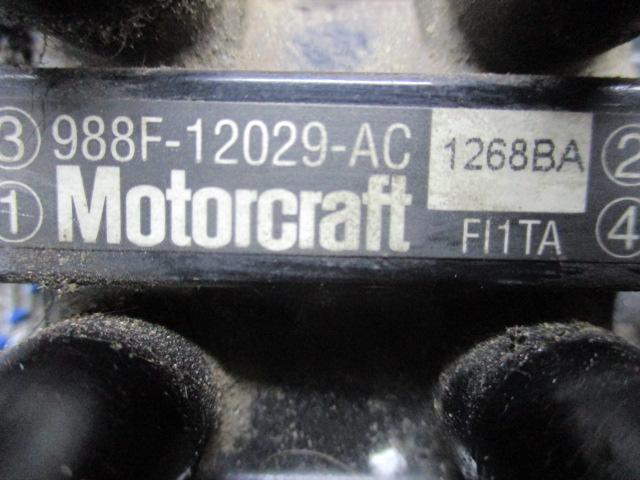 ③ 988F-12029-AC 1268BA ②
① Motorcraft FI1TA ④